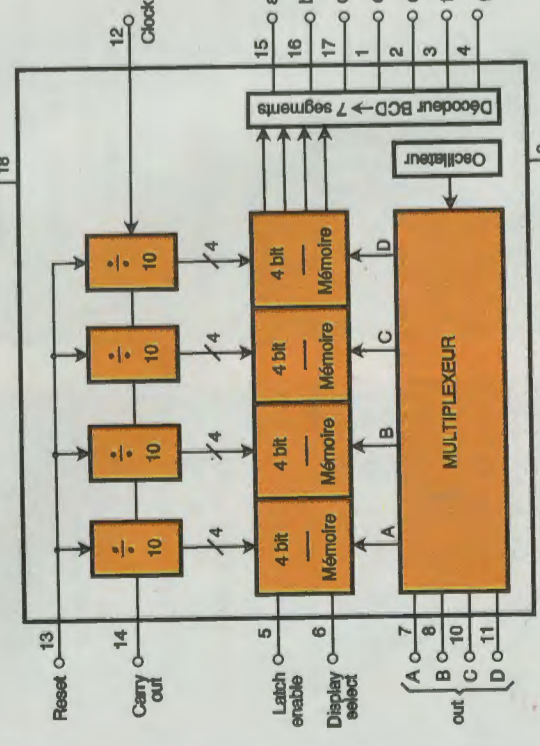 18
12
Clock
13
Reset
14
Carry out
÷ 10
÷ 10
÷ 10
÷ 10
4
4
4
4
15
16
17
1
2
3
4
Décodeur BCD → 7 segments
5
Latch enable
6
Display select
4 bit — Mémoire
4 bit — Mémoire
4 bit — Mémoire
4 bit — Mémoire
Oscillateur
A
B
C
D
MULTIPLEXEUR
out
A
7
B
8
C
10
D
11